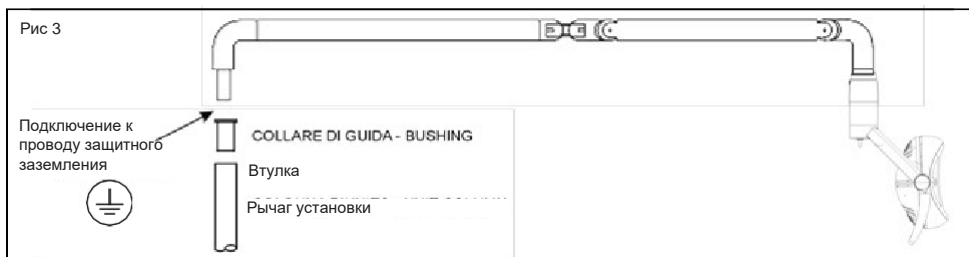 Рис 3
Подключение к
проводу защитного
заземления
COLLARE DI GUIDA - BUSHING
Втулка
Рычаг установки